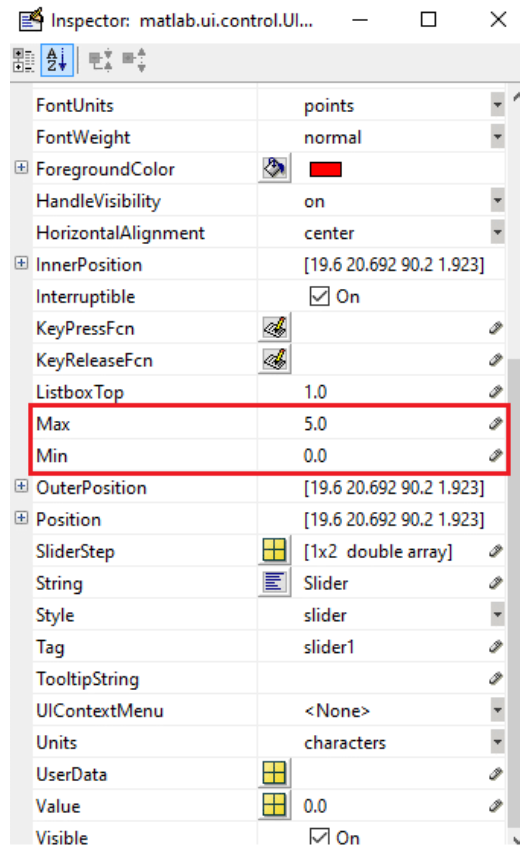 Inspector: matlab.ui.control.UI...
FontUnits points
FontWeight normal
ForegroundColor
HandleVisibility on
HorizontalAlignment center
InnerPosition [19.6 20.692 90.2 1.923]
Interruptible On
KeyPressFcn
KeyReleaseFcn
ListboxTop 1.0
Max 5.0
Min 0.0
OuterPosition [19.6 20.692 90.2 1.923]
Position [19.6 20.692 90.2 1.923]
SliderStep [1x2 double array]
String Slider
Style slider
Tag slider1
TooltipString
UIContextMenu <None>
Units characters
UserData
Value 0.0
Visible On